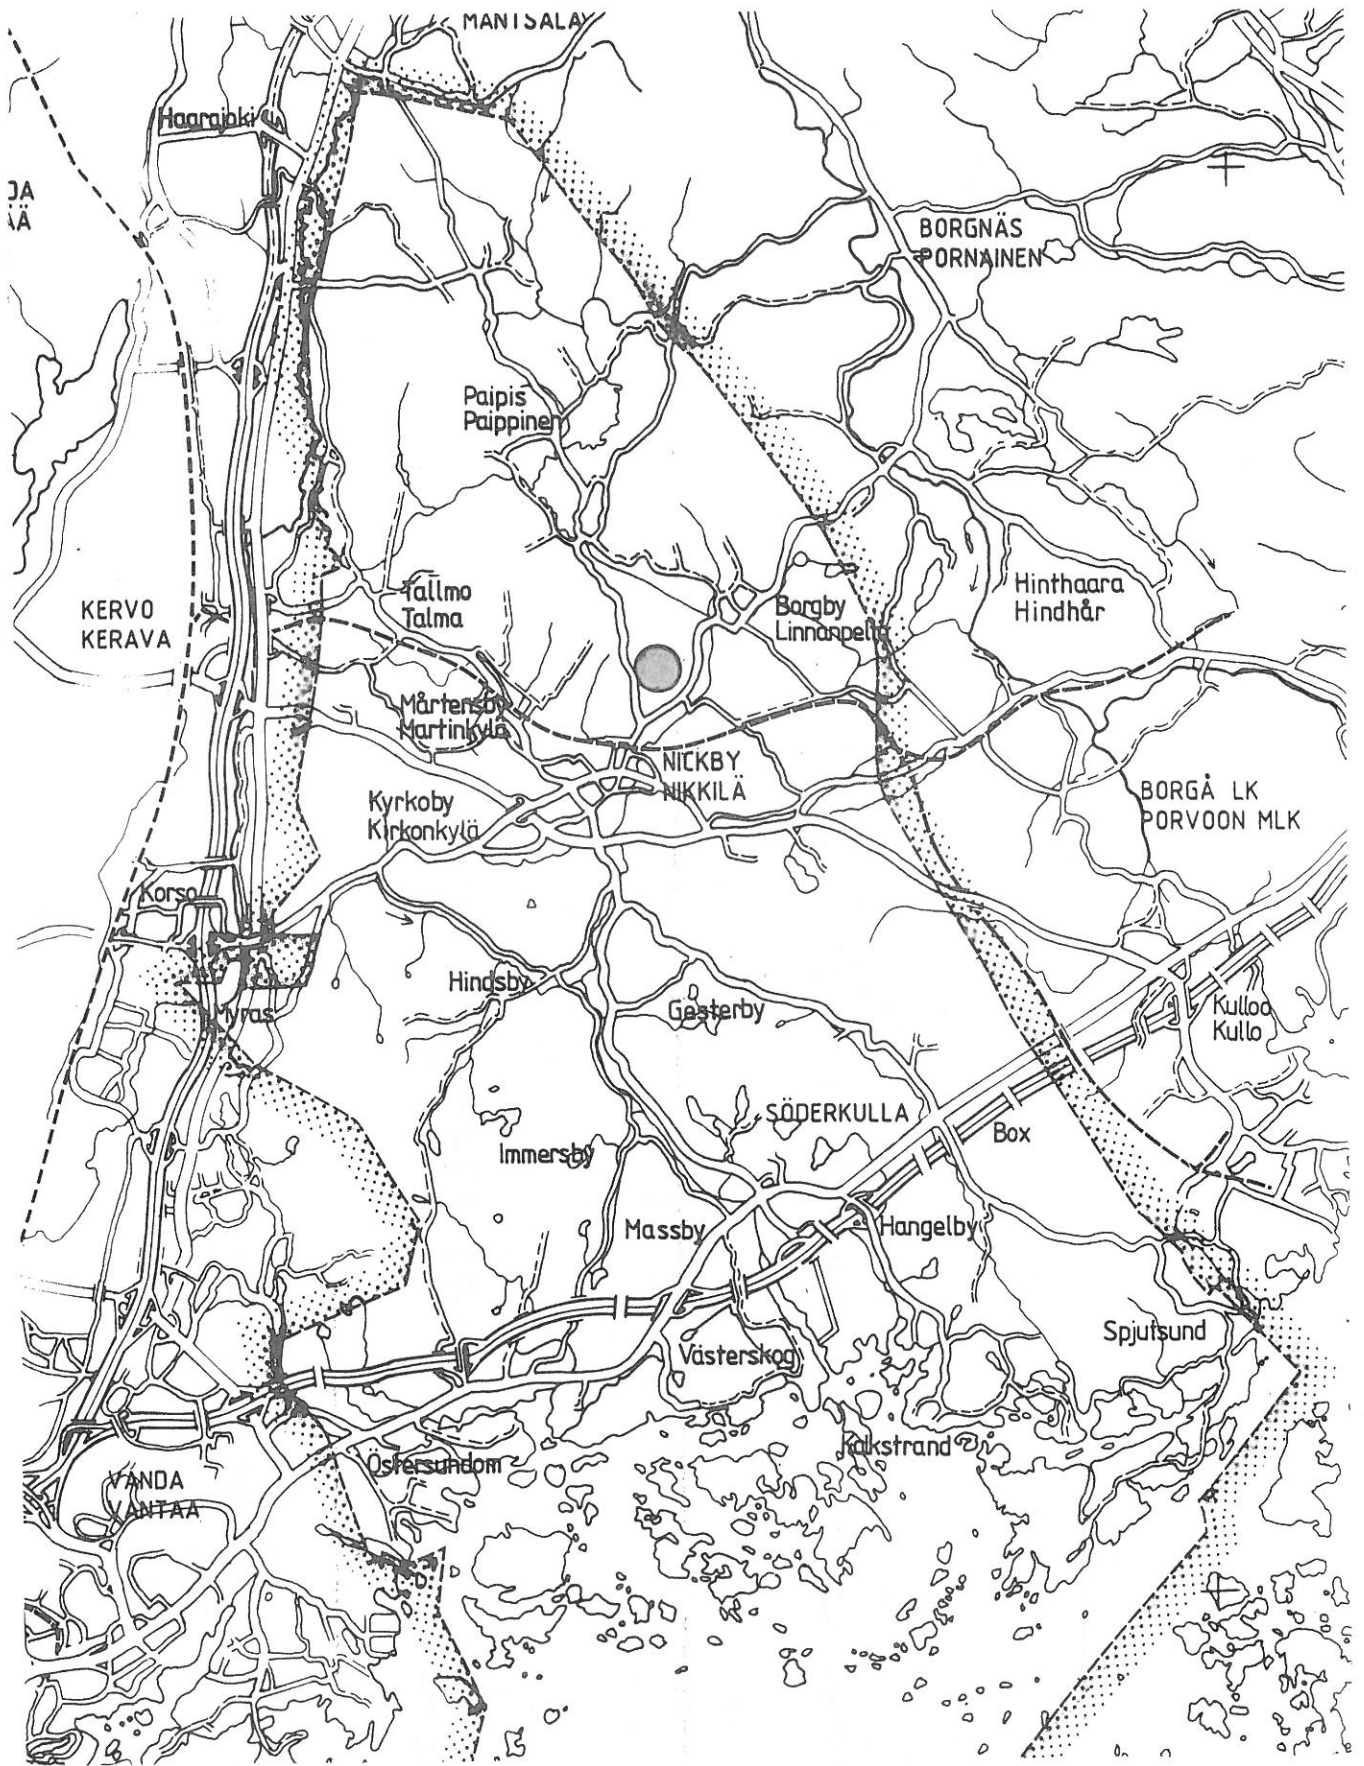 MÄNTSÄLÄ
Haarajoki
JA
ÄÄ
BORGNÄS
PORNAINEN
Paipis
Paippinen
Tallmo
Talma
KERVO
KERAVA
Borgby
Linnanpelto
Hinthaara
Hindhår
Mårtensby
Martinkylä
NICKBY
NIKKILÄ
Kyrkoby
Kirkonkylä
BORGÅ LK
PORVOON MLK
Korso
Hindsby
Gesterby
Myras
Kulloo
Kullo
SÖDERKULLA
Box
Immersby
Massby
Hangelby
Spjutsund
Västerskog
Kalkstrand
Östersundom
VANDA
VANTAA